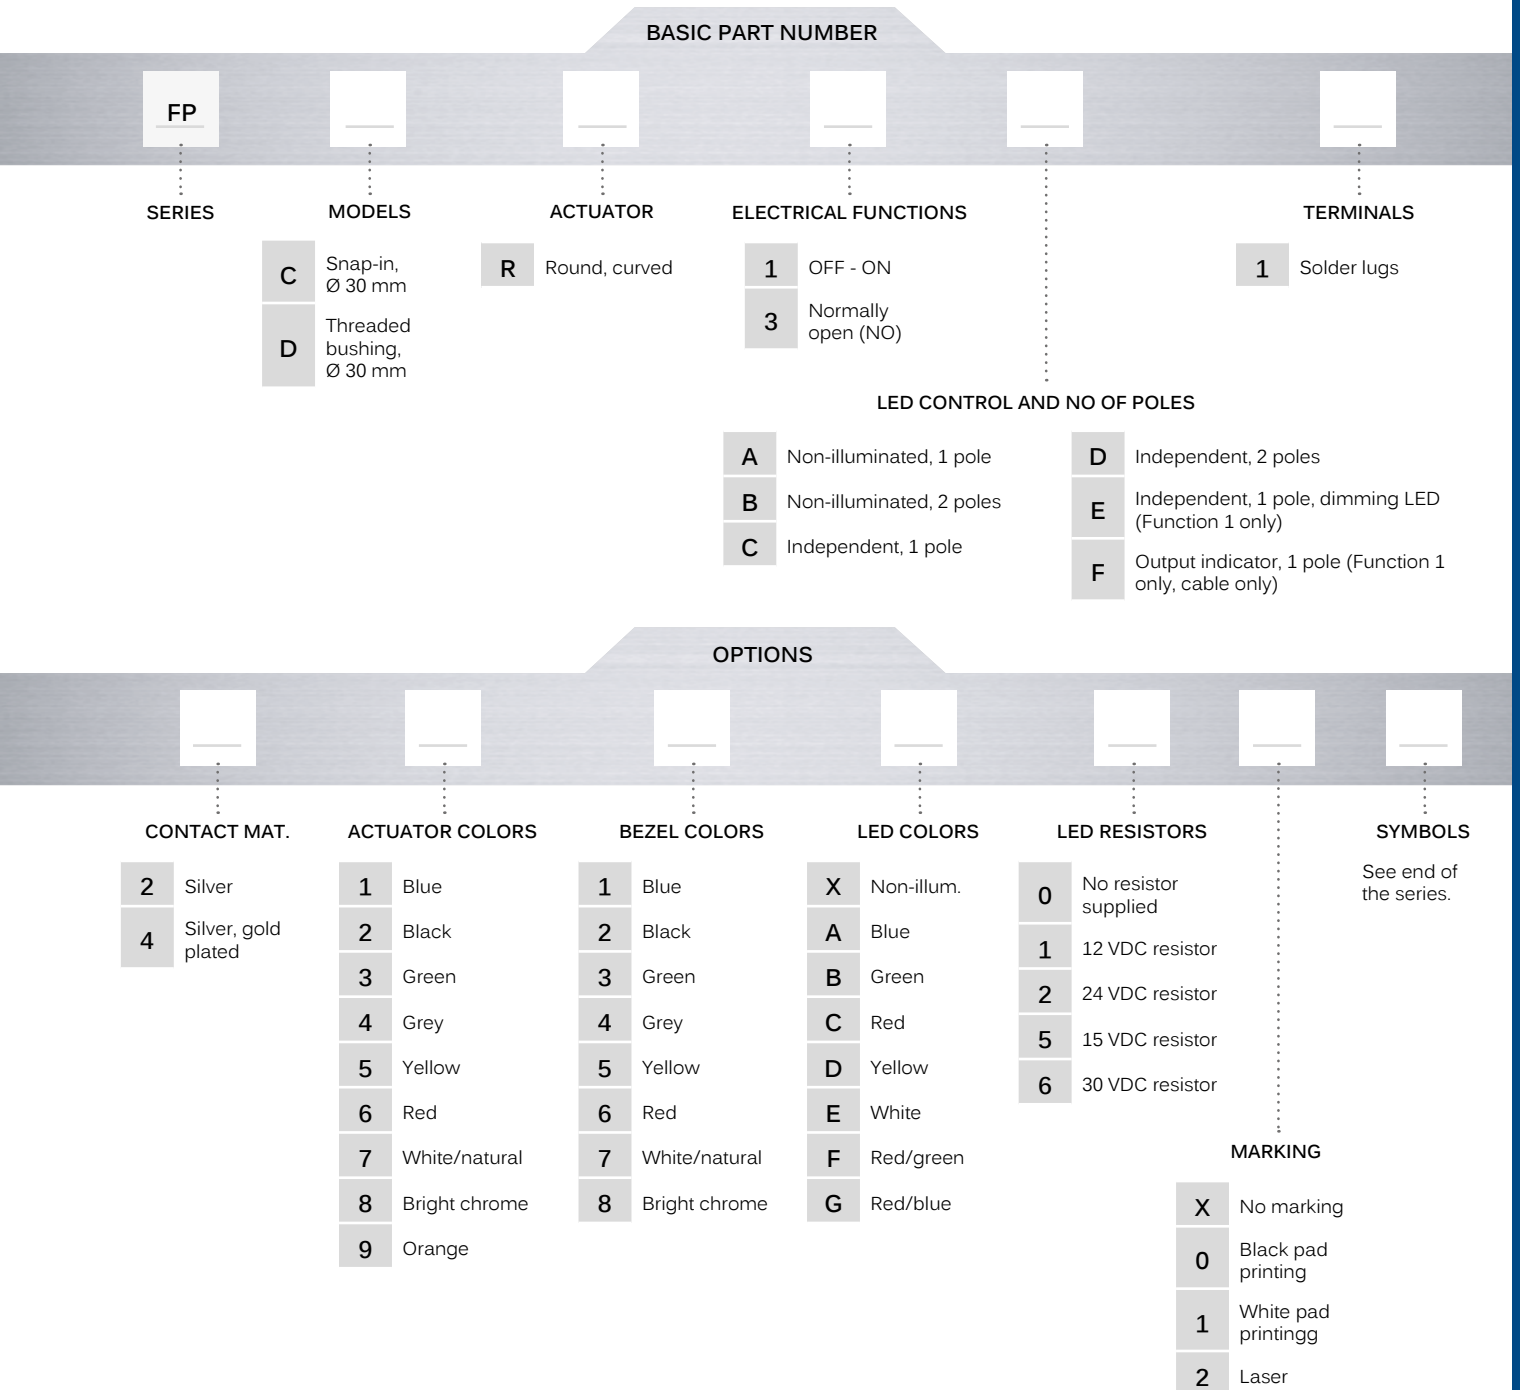 BASIC PART NUMBER
FP
SERIES
MODELS
C Snap-in,
Ø 30 mm
D Threaded
bushing,
Ø 30 mm
ACTUATOR
R Round, curved
ELECTRICAL FUNCTIONS
1 OFF - ON
3 Normally
open (NO)
TERMINALS
1 Solder lugs
LED CONTROL AND NO OF POLES
A Non-illuminated, 1 pole
B Non-illuminated, 2 poles
C Independent, 1 pole
D Independent, 2 poles
E Independent, 1 pole, dimming LED
(Function 1 only)
F Output indicator, 1 pole (Function 1
only, cable only)
OPTIONS
CONTACT MAT.
2 Silver
4 Silver, gold
plated
ACTUATOR COLORS
1 Blue
2 Black
3 Green
4 Grey
5 Yellow
6 Red
7 White/natural
8 Bright chrome
9 Orange
BEZEL COLORS
1 Blue
2 Black
3 Green
4 Grey
5 Yellow
6 Red
7 White/natural
8 Bright chrome
LED COLORS
X Non-illum.
A Blue
B Green
C Red
D Yellow
E White
F Red/green
G Red/blue
LED RESISTORS
0 No resistor
supplied
1 12 VDC resistor
2 24 VDC resistor
5 15 VDC resistor
6 30 VDC resistor
MARKING
X No marking
0 Black pad
printing
1 White pad
printingg
2 Laser
SYMBOLS
See end of
the series.